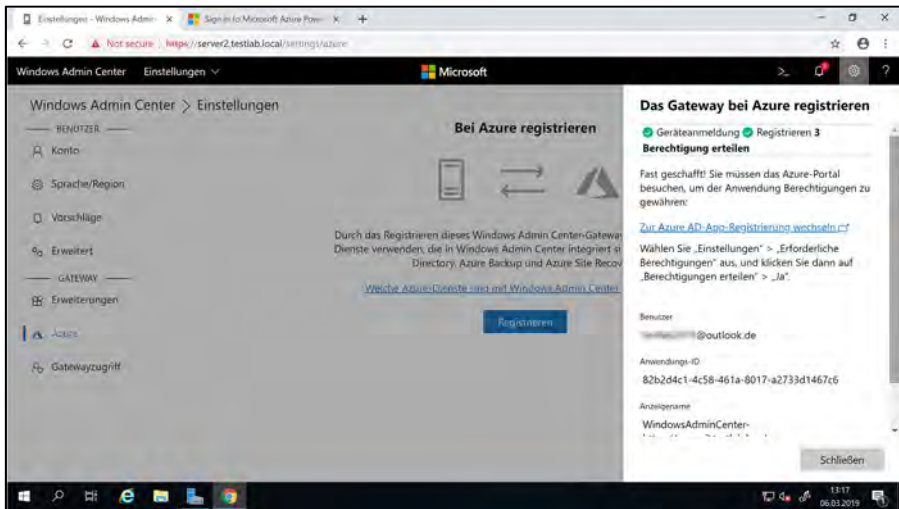 Einstellungen - Windows Admin
Sign in to Microsoft Azure Power
Not secure | https://server2.testlab.local/settings/azure
Windows Admin Center Einstellungen
Microsoft
Windows Admin Center > Einstellungen
BENUTZER
Konto
Sprache/Region
Vorschläge
Erweitert
GATEWAY
Erweiterungen
Azure
Gatewayzugriff
Bei Azure registrieren
Durch das Registrieren dieses Windows Admin Center-Gateway
Dienste verwenden, die in Windows Admin Center integriert si
Directory, Azure Backup und Azure Site Recov
Welche Azure-Dienste sind mit Windows Admin Center
Registrieren
Das Gateway bei Azure registrieren
Geräteanmeldung Registrieren 3
Berechtigung erteilen
Fast geschafft! Sie müssen das Azure-Portal
besuchen, um der Anwendung Berechtigungen zu
gewähren:
Zur Azure AD-App-Registrierung wechseln
Wählen Sie „Einstellungen" > „Erforderliche
Berechtigungen" aus, und klicken Sie dann auf
„Berechtigungen erteilen" > „Ja".
Benutzer
@outlook.de
Anwendungs-ID
82b2d4c1-4c58-461a-8017-a2733d1467c6
Anzeigename
WindowsAdminCenter-
Schließen
13:17
06.03.2019